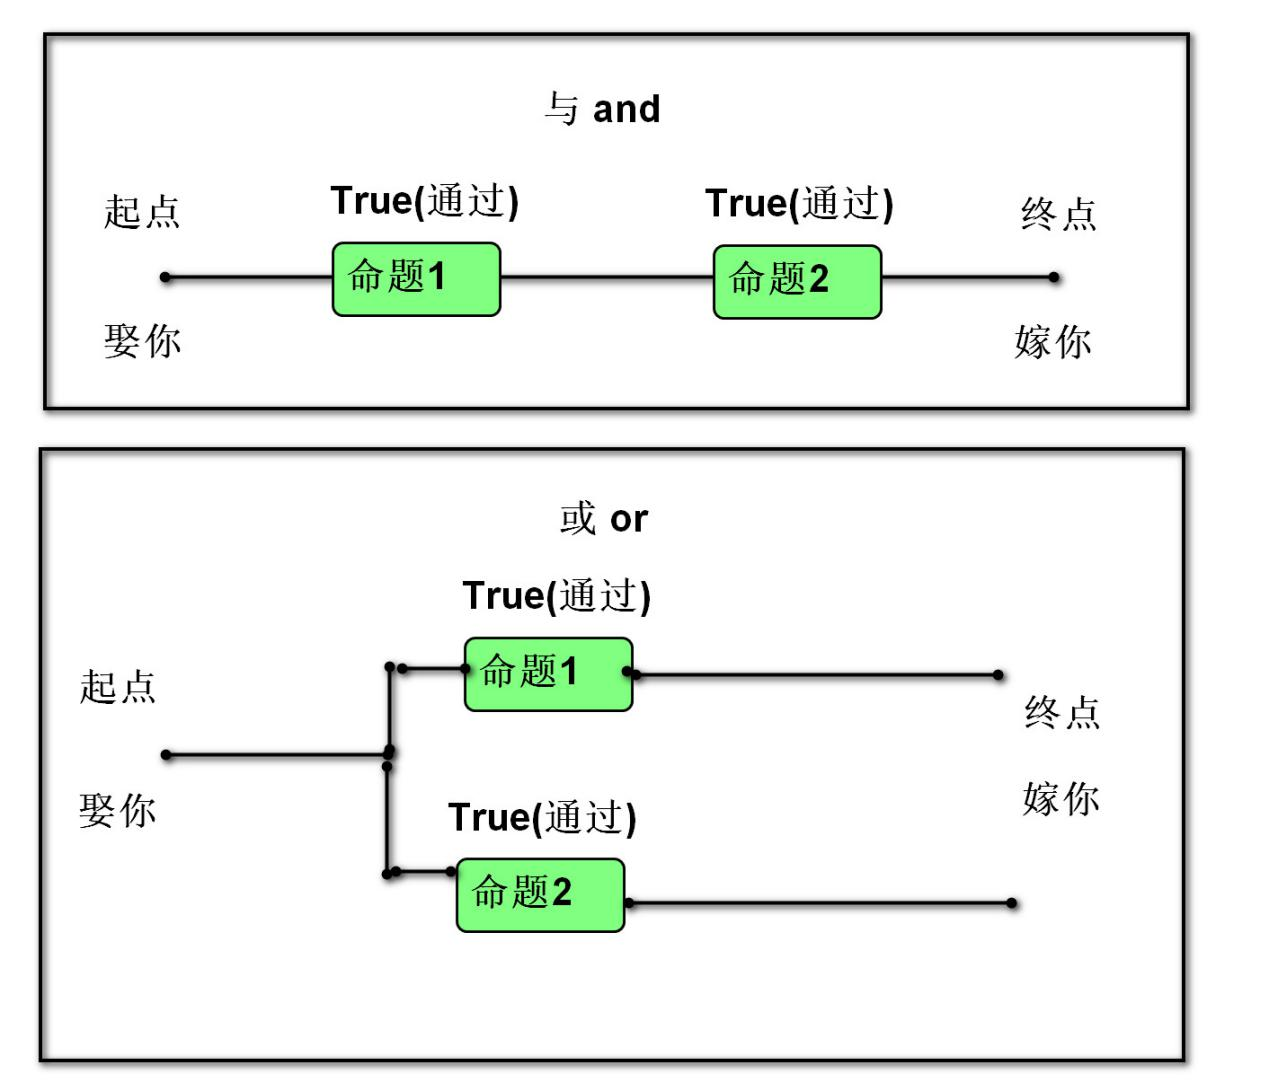 与 and
True(通过)
True(通过)
起点
终点
命题1
命题2
娶你
嫁你
或 or
True(通过)
命题1
起点
终点
娶你
嫁你
True(通过)
命题2